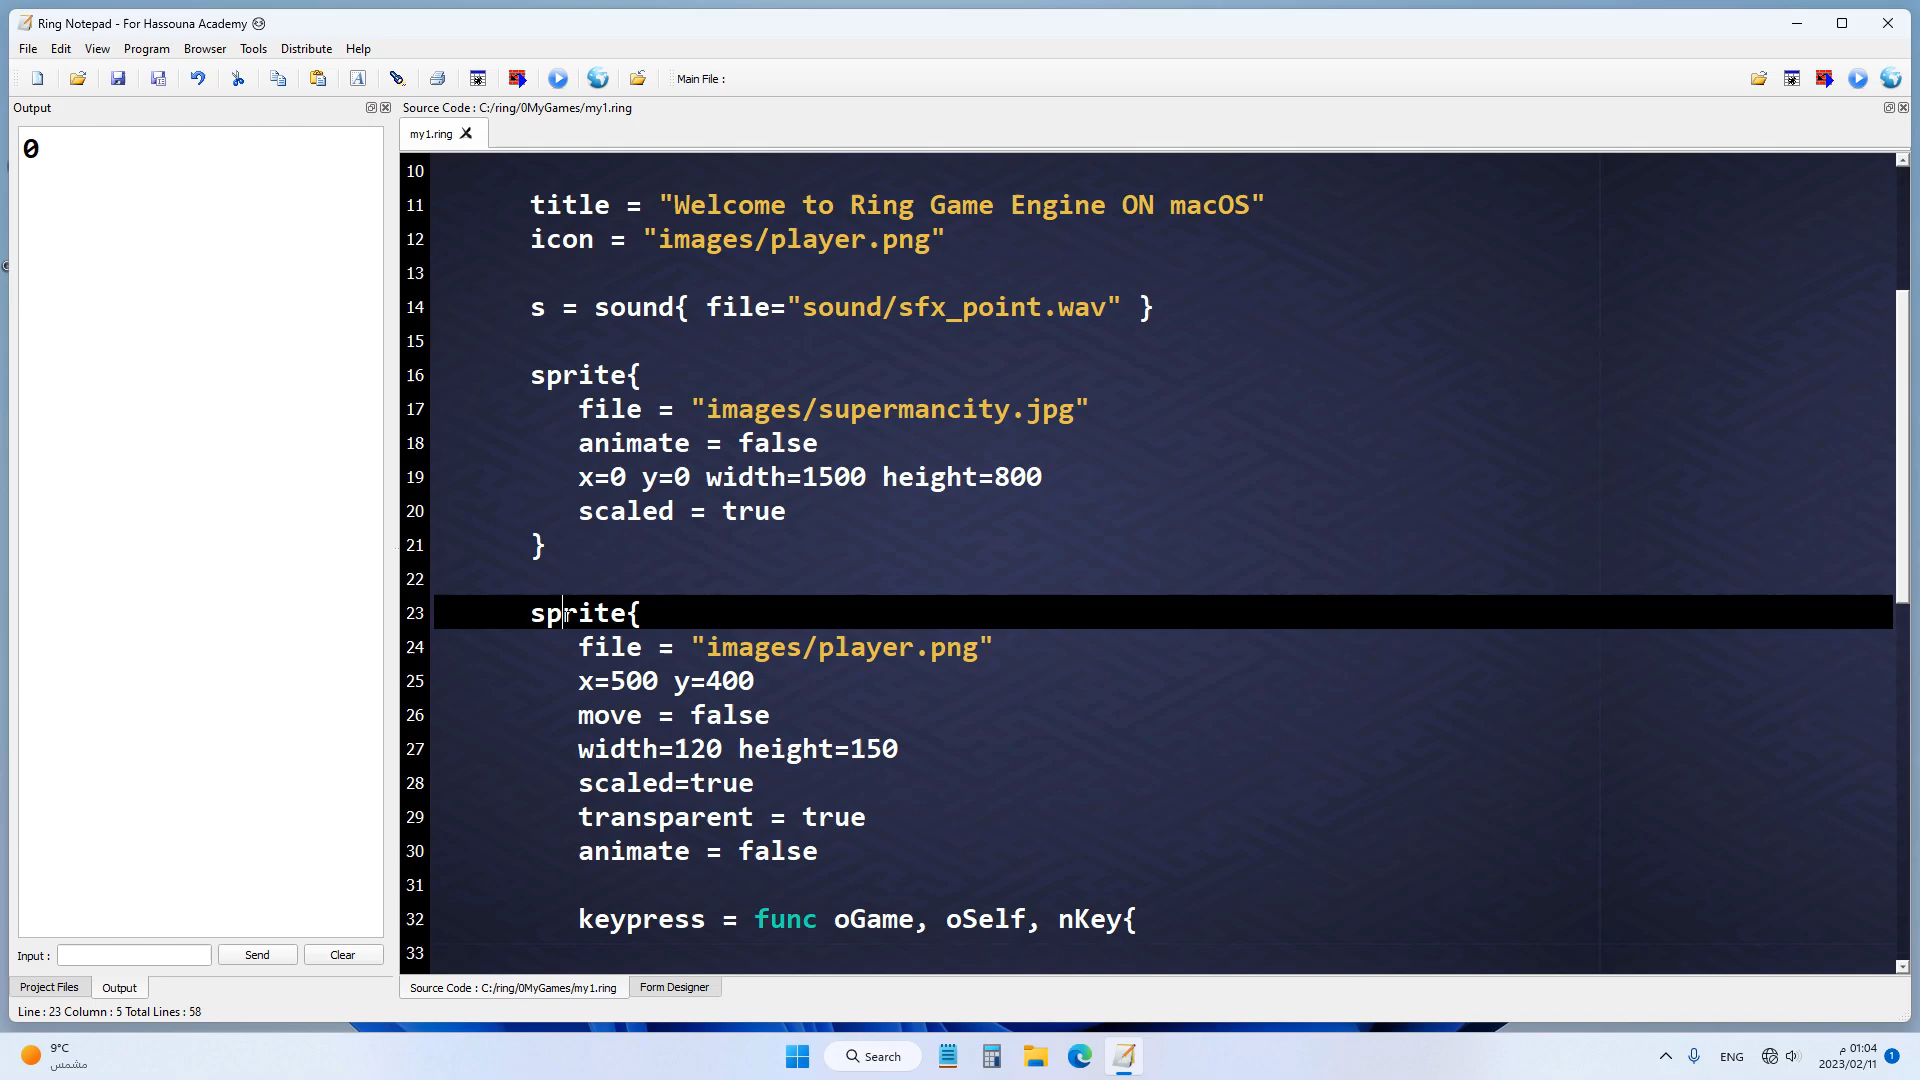 Ring Notepad - For Hassouna Academy
File Edit View Program Browser Tools Distribute Help
Main File :
Output
Source Code : C:/ring/0MyGames/my1.ring
my1.ring
0
10
11 title = "Welcome to Ring Game Engine ON macOS"
12 icon = "images/player.png"
13
14 s = sound{ file="sound/sfx_point.wav" }
15
16 sprite{
17 file = "images/supermancity.jpg"
18 animate = false
19 x=0 y=0 width=1500 height=800
20 scaled = true
21 }
22
23 sprite{
24 file = "images/player.png"
25 x=500 y=400
26 move = false
27 width=120 height=150
28 scaled=true
29 transparent = true
30 animate = false
31
32 keypress = func oGame, oSelf, nKey{
33
Input : Send Clear
Project Files Output
Source Code : C:/ring/0MyGames/my1.ring Form Designer
Line : 23 Column : 5 Total Lines : 58
9°C
مشمس
Search
ENG
01:04 م
2023/02/11
1